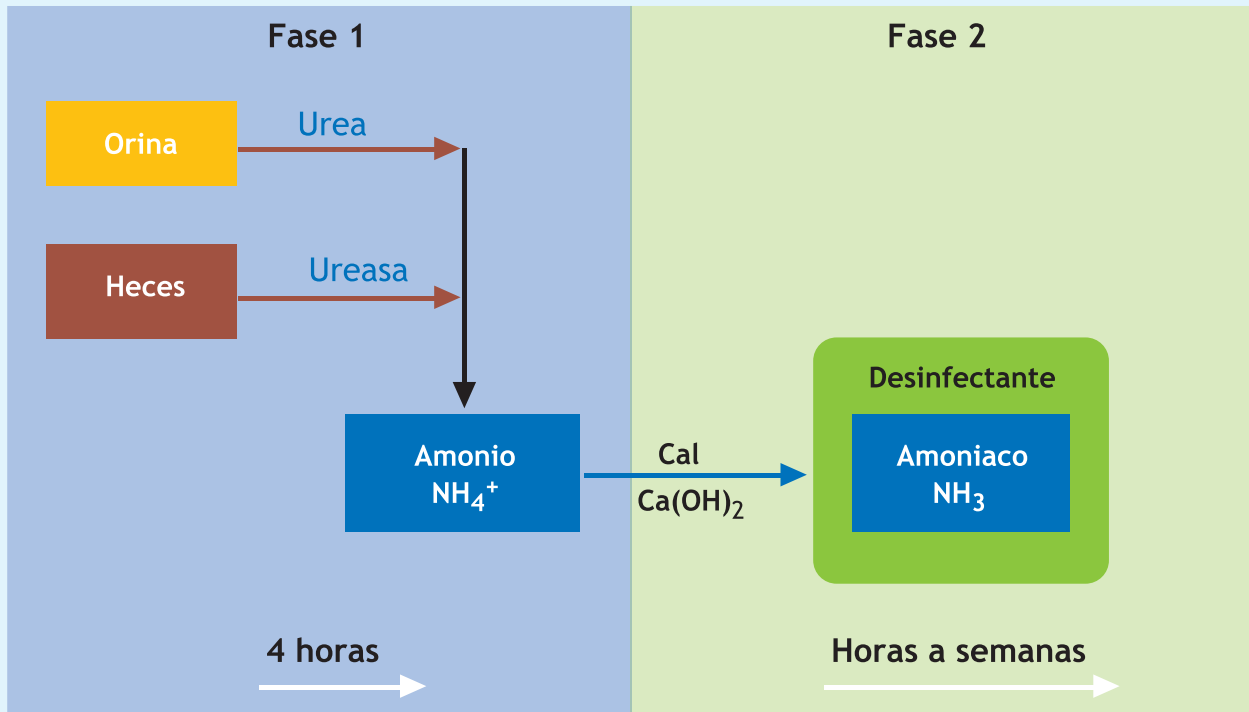 Fase 1
Orina
Urea
Heces
Ureasa
Amonio
NH₄⁺
4 horas
Fase 2
Cal
Ca(OH)₂
Desinfectante
Amoniaco
NH₃
Horas a semanas